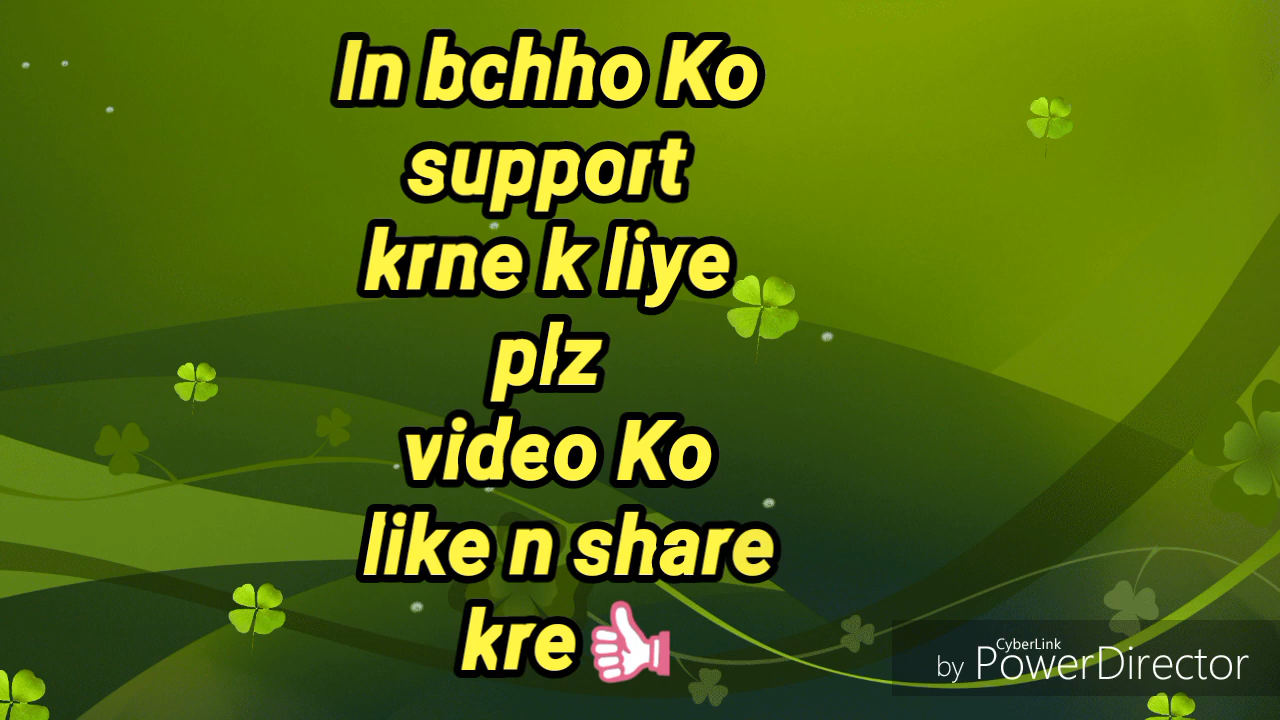 In bchho Ko
support
krne k liye
plz
video Ko
like n share
kre
CyberLink
by PowerDirector